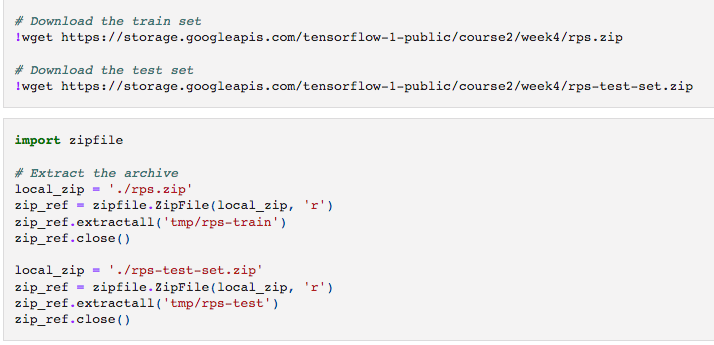 # Download the train set
!wget https://storage.googleapis.com/tensorflow-1-public/course2/week4/rps.zip
# Download the test set
!wget https://storage.googleapis.com/tensorflow-1-public/course2/week4/rps-test-set.zip
import zipfile
# Extract the archive
local_zip = './rps.zip'
zip_ref = zipfile.ZipFile(local_zip, 'r')
zip_ref.extractall('tmp/rps-train')
zip_ref.close()
local_zip = './rps-test-set.zip'
zip_ref = zipfile.ZipFile(local_zip, 'r')
zip_ref.extractall('tmp/rps-test')
zip_ref.close()